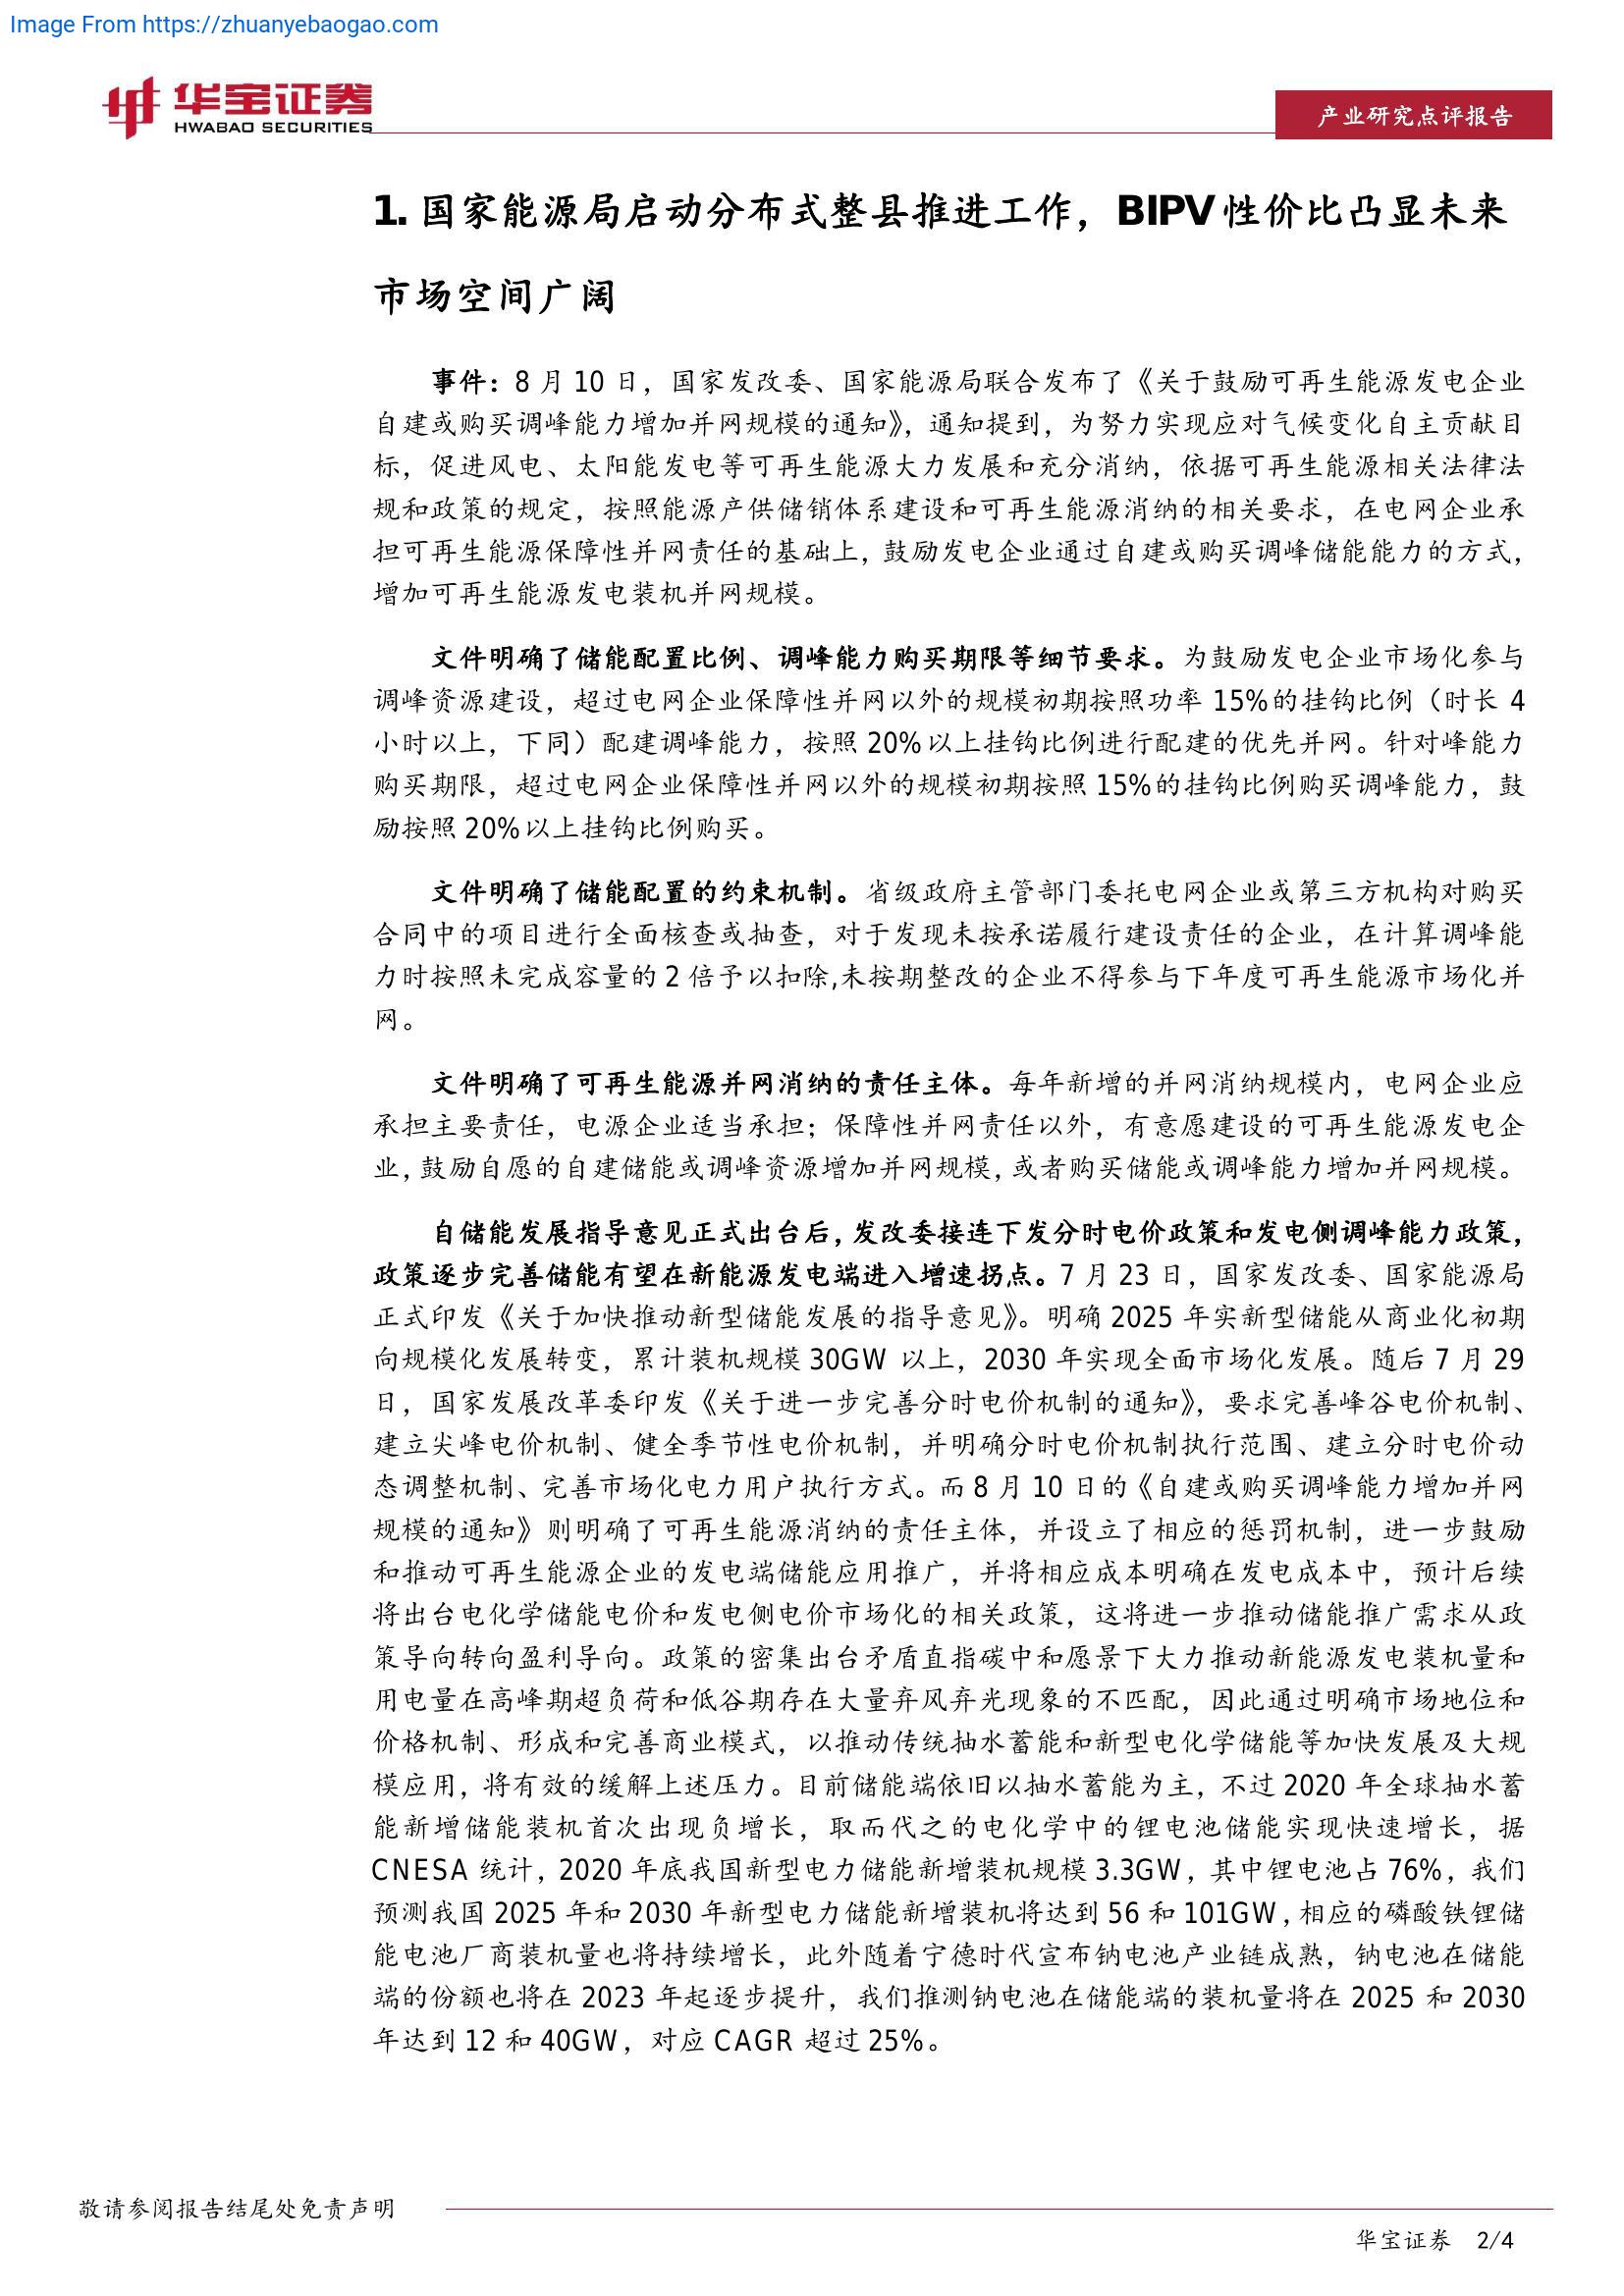 Image From https://zhuanyebaogao.com
华宝证券
HWABAO SECURITIES
产业研究点评报告
1. 国家能源局启动分布式整县推进工作，BIPV 性价比凸显未来
市场空间广阔
事件：8 月 10 日，国家发改委、国家能源局联合发布了《关于鼓励可再生能源发电企业
自建或购买调峰能力增加并网规模的通知》，通知提到，为努力实现应对气候变化自主贡献目
标，促进风电、太阳能发电等可再生能源大力发展和充分消纳，依据可再生能源相关法律法
规和政策的规定，按照能源产供储销体系建设和可再生能源消纳的相关要求，在电网企业承
担可再生能源保障性并网责任的基础上，鼓励发电企业通过自建或购买调峰储能能力的方式，
增加可再生能源发电装机并网规模。
文件明确了储能配置比例、调峰能力购买期限等细节要求。为鼓励发电企业市场化参与
调峰资源建设，超过电网企业保障性并网以外的规模初期按照功率 15%的挂钩比例（时长 4
小时以上，下同）配建调峰能力，按照 20%以上挂钩比例进行配建的优先并网。针对峰能力
购买期限，超过电网企业保障性并网以外的规模初期按照 15%的挂钩比例购买调峰能力，鼓
励按照 20%以上挂钩比例购买。
文件明确了储能配置的约束机制。省级政府主管部门委托电网企业或第三方机构对购买
合同中的项目进行全面核查或抽查，对于发现未按承诺履行建设责任的企业，在计算调峰能
力时按照未完成容量的 2 倍予以扣除,未按期整改的企业不得参与下年度可再生能源市场化并
网。
文件明确了可再生能源并网消纳的责任主体。每年新增的并网消纳规模内，电网企业应
承担主要责任，电源企业适当承担；保障性并网责任以外，有意愿建设的可再生能源发电企
业，鼓励自愿的自建储能或调峰资源增加并网规模，或者购买储能或调峰能力增加并网规模。
自储能发展指导意见正式出台后，发改委接连下发分时电价政策和发电侧调峰能力政策，
政策逐步完善储能有望在新能源发电端进入增速拐点。7 月 23 日，国家发改委、国家能源局
正式印发《关于加快推动新型储能发展的指导意见》。明确 2025 年实新型储能从商业化初期
向规模化发展转变，累计装机规模 30GW 以上，2030 年实现全面市场化发展。随后 7 月 29
日，国家发展改革委印发《关于进一步完善分时电价机制的通知》，要求完善峰谷电价机制、
建立尖峰电价机制、健全季节性电价机制，并明确分时电价机制执行范围、建立分时电价动
态调整机制、完善市场化电力用户执行方式。而 8 月 10 日的《自建或购买调峰能力增加并网
规模的通知》则明确了可再生能源消纳的责任主体，并设立了相应的惩罚机制，进一步鼓励
和推动可再生能源企业的发电端储能应用推广，并将相应成本明确在发电成本中，预计后续
将出台电化学储能电价和发电侧电价市场化的相关政策，这将进一步推动储能推广需求从政
策导向转向盈利导向。政策的密集出台矛盾直指碳中和愿景下大力推动新能源发电装机量和
用电量在高峰期超负荷和低谷期存在大量弃风弃光现象的不匹配，因此通过明确市场地位和
价格机制、形成和完善商业模式，以推动传统抽水蓄能和新型电化学储能等加快发展及大规
模应用，将有效的缓解上述压力。目前储能端依旧以抽水蓄能为主，不过 2020 年全球抽水蓄
能新增储能装机首次出现负增长，取而代之的电化学中的锂电池储能实现快速增长，据
CNESA 统计，2020 年底我国新型电力储能新增装机规模 3.3GW，其中锂电池占 76%，我们
预测我国 2025 年和 2030 年新型电力储能新增装机将达到 56 和 101GW，相应的磷酸铁锂储
能电池厂商装机量也将持续增长，此外随着宁德时代宣布钠电池产业链成熟，钠电池在储能
端的份额也将在 2023 年起逐步提升，我们推测钠电池在储能端的装机量将在 2025 和 2030
年达到 12 和 40GW，对应 CAGR 超过 25%。
敬请参阅报告结尾处免责声明
华宝证券 2/4